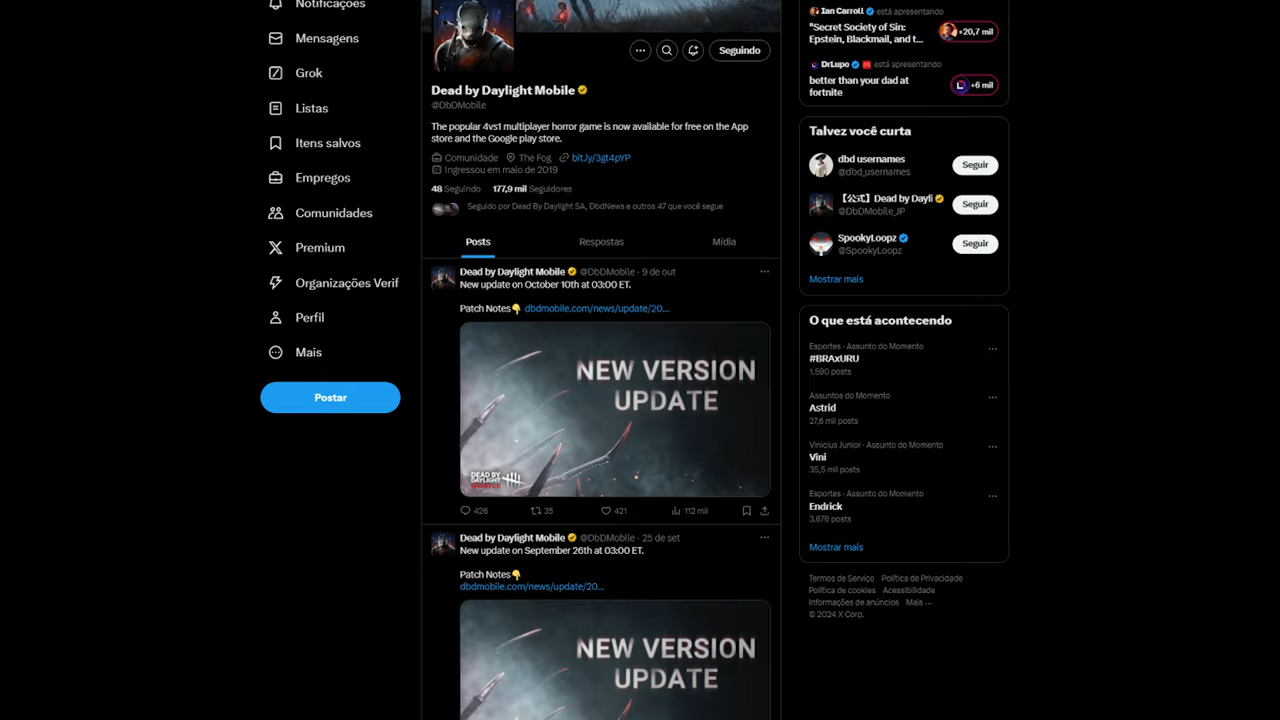 Notificações
Mensagens
Grok
Listas
Itens salvos
Empregos
Comunidades
Premium
Organizações Verif
Perfil
Mais
Postar
Seguindo
Dead by Daylight Mobile
@DbDMobile
The popular 4vs1 multiplayer horror game is now available for free on the App
store and the Google play store.
Comunidade The Fog bit.ly/3gt4pYP
Ingressou em maio de 2019
48 Seguindo 177,9 mil Seguidores
Seguido por Dead By Daylight SA, DbdNews e outros 47 que você segue
Posts Respostas Mídia
Dead by Daylight Mobile @DbDMobile · 9 de out
New update on October 10th at 03:00 ET.
Patch Notes👇 dbdmobile.com/news/update/20...
NEW VERSION
UPDATE
DEAD BY
DAYLIGHT
426 35 421 112 mil
Dead by Daylight Mobile @DbDMobile · 25 de set
New update on September 26th at 03:00 ET.
Patch Notes👇
dbdmobile.com/news/update/20...
NEW VERSION
UPDATE
Ian Carroll está apresentando
"Secret Society of Sin:
Epstein, Blackmail, and t...
+20,7 mil
DrLupo está apresentando
better than your dad at
fortnite
+6 mil
Talvez você curta
dbd usernames
@dbd_usernames
Seguir
【公式】Dead by Dayli
@DbDMobile_JP
Seguir
SpookyLoopz
@SpookyLoopz
Seguir
Mostrar mais
O que está acontecendo
Esportes · Assunto do Momento
#BRAxURU
1.590 posts
Assuntos do Momento
Astrid
27,6 mil posts
Vinicius Junior · Assunto do Momento
Vini
35,5 mil posts
Esportes · Assunto do Momento
Endrick
3.676 posts
Mostrar mais
Termos de Serviço Política de Privacidade
Política de cookies Acessibilidade
Informações de anúncios Mais ...
© 2024 X Corp.